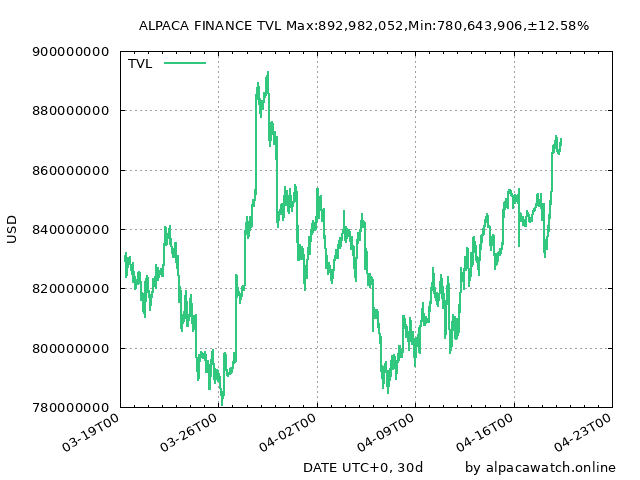 ALPACA FINANCE TVL Max:892,982,052,Min:780,643,906,±12.58%
900000000
TVL
880000000
860000000
840000000
USD
820000000
800000000
780000000
03-19T00
03-26T00
04-02T00
04-09T00
04-16T00
04-23T00
DATE UTC+0, 30d
by alpacawatch.online